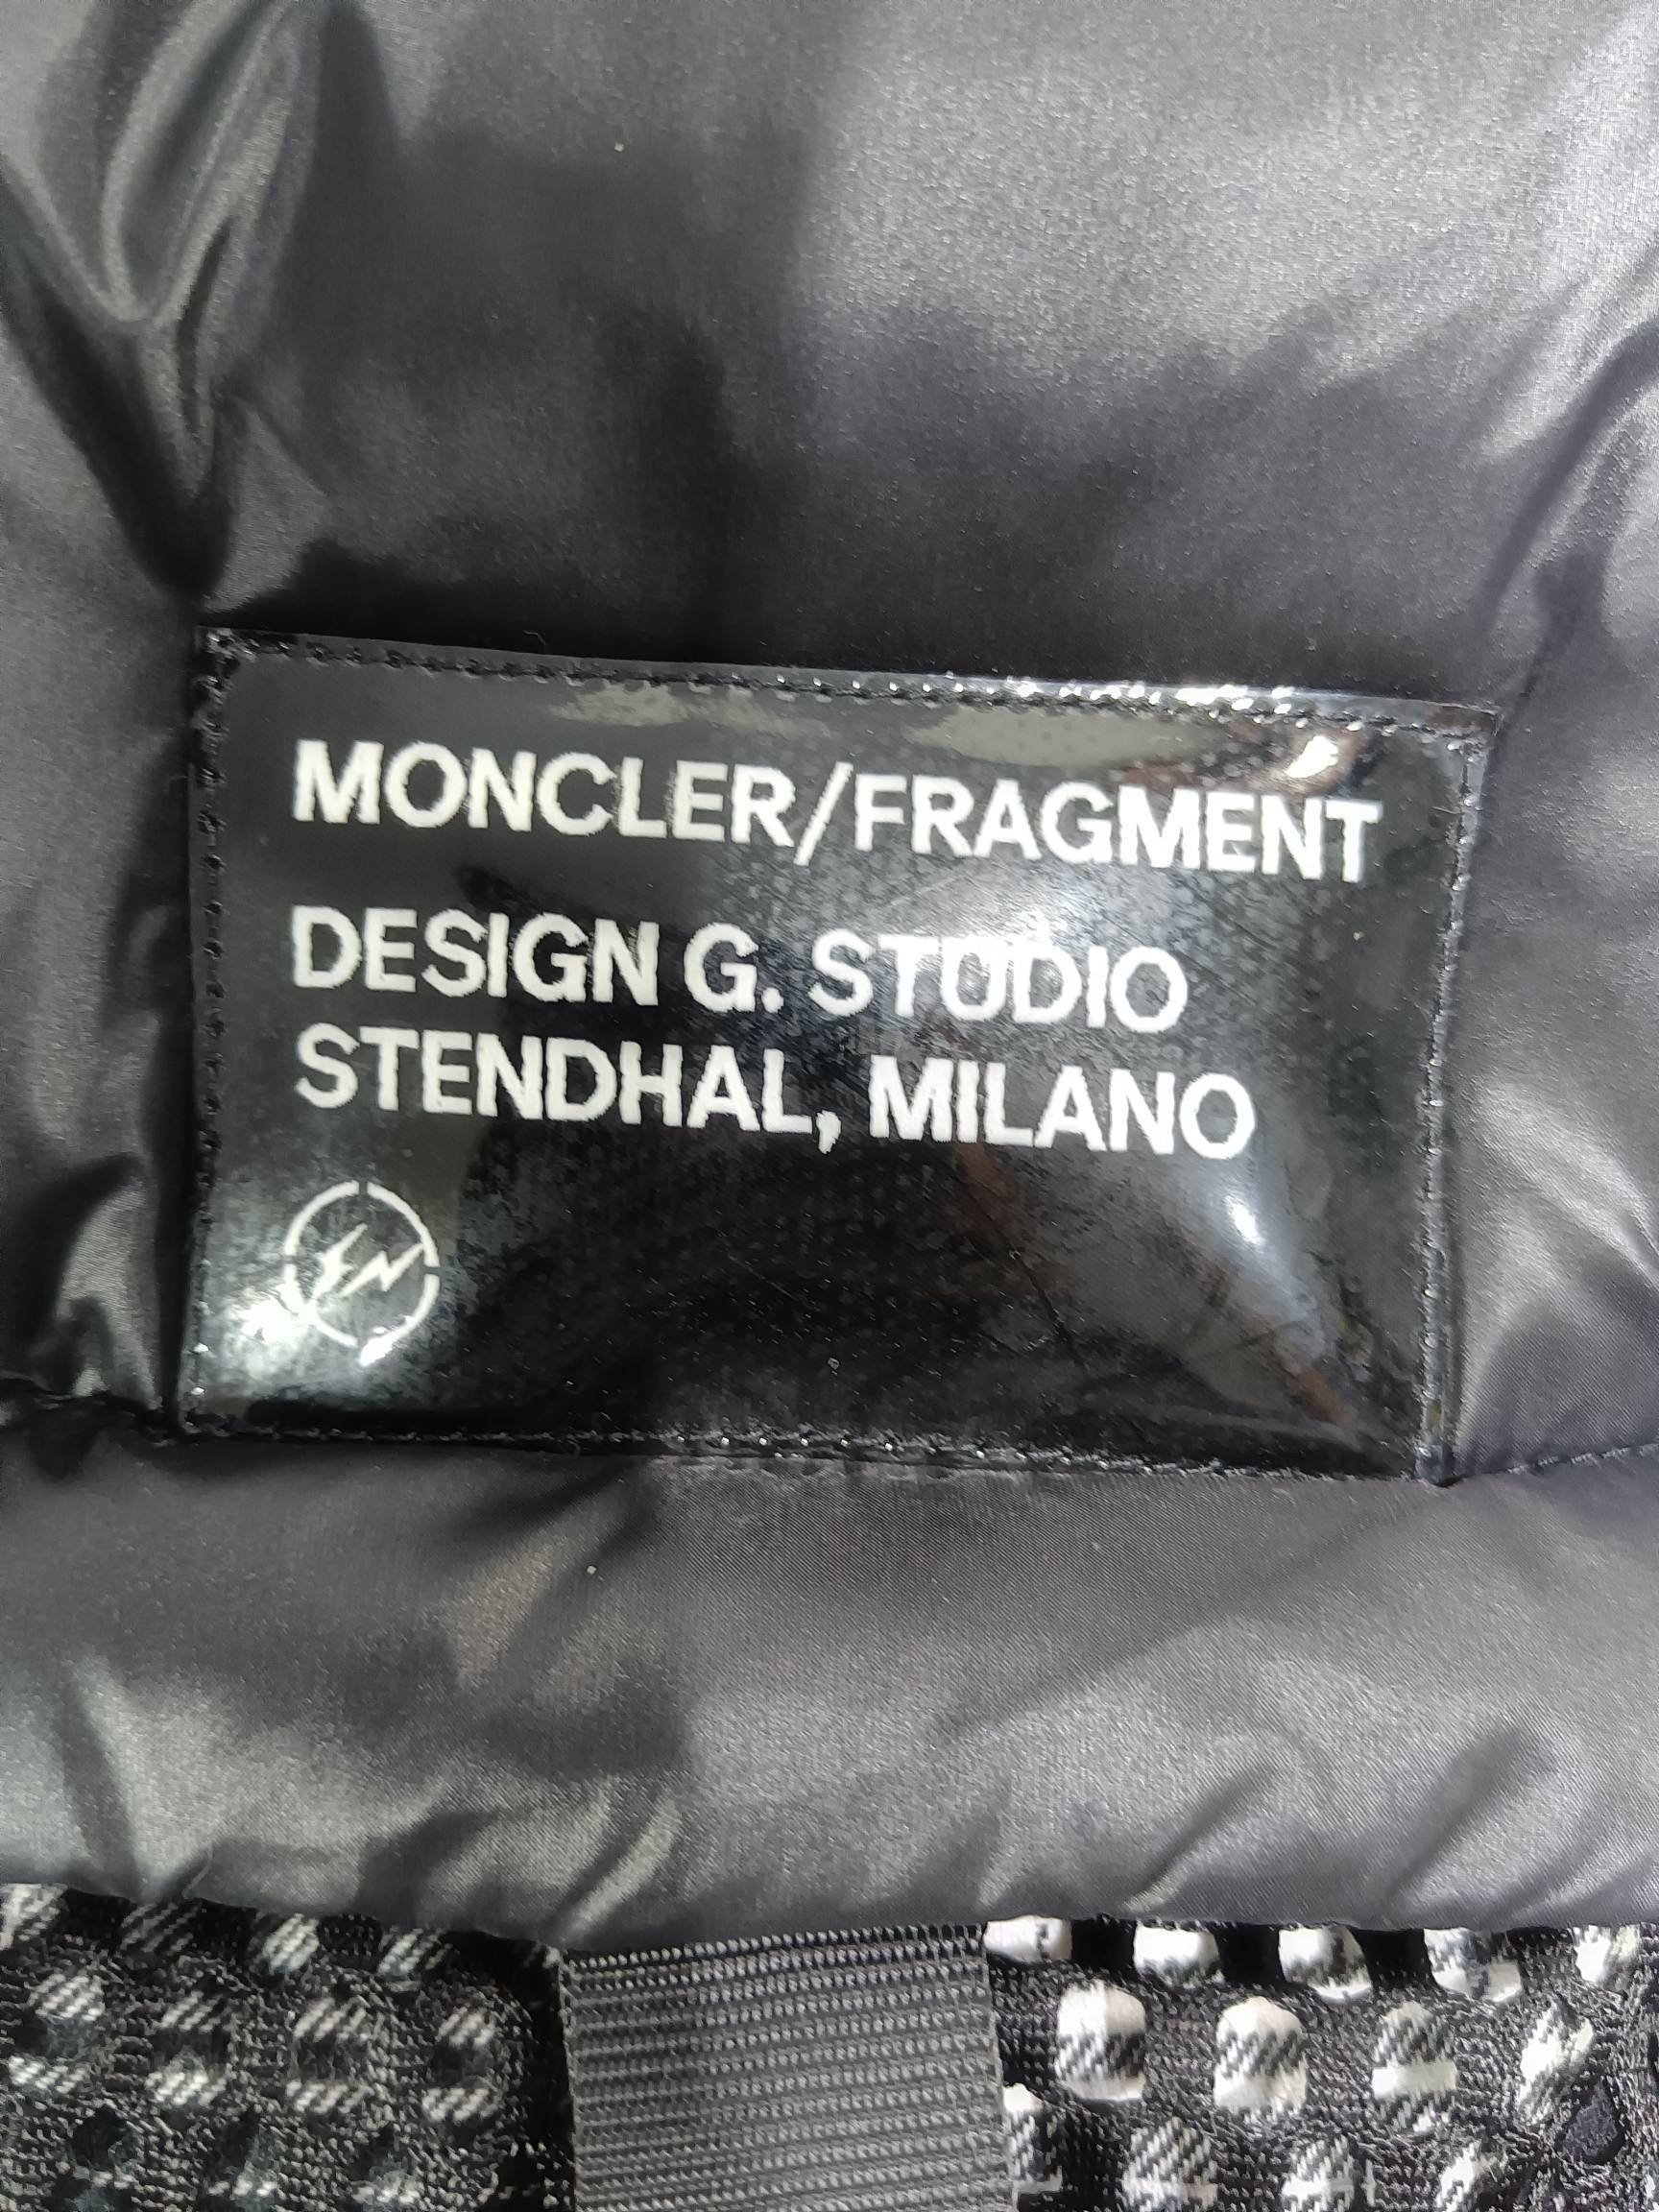 MONCLER/FRAGMENT
DESIGN G. STUDIO
STENDHAL, MILANO